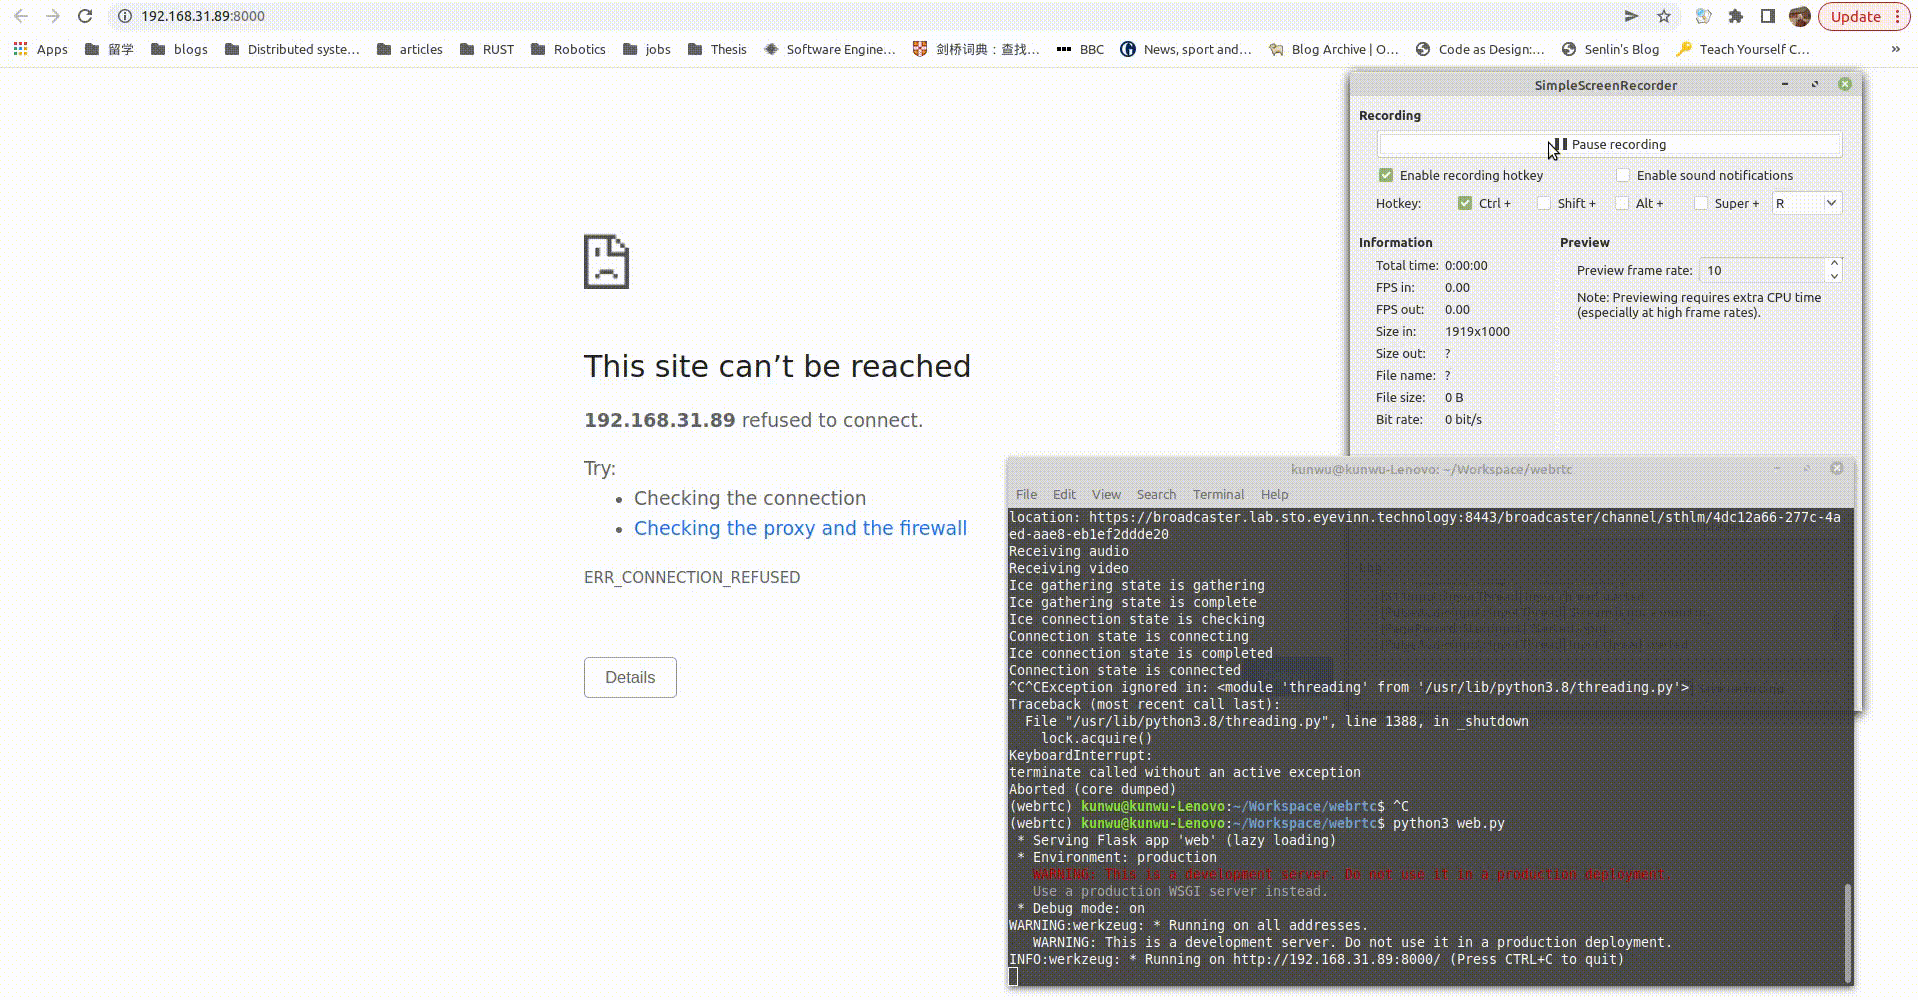 192.168.31.89:8000
Update
Apps 留学 blogs Distributed syste… articles RUST Robotics jobs Thesis Software Engine… 剑桥词典：查找… BBC News, sport and… Blog Archive | O… Code as Design:… Senlin's Blog Teach Yourself C… »
This site can’t be reached
192.168.31.89 refused to connect.
Try:
• Checking the connection
• Checking the proxy and the firewall
ERR_CONNECTION_REFUSED
Details
SimpleScreenRecorder
Recording
Pause recording
Enable recording hotkey Enable sound notifications
Hotkey: Ctrl + Shift + Alt + Super + R
Information
Total time: 0:00:00
FPS in: 0.00
FPS out: 0.00
Size in: 1919x1000
Size out: ?
File name: ?
File size: 0 B
Bit rate: 0 bit/s
Preview
Preview frame rate: 10
Note: Previewing requires extra CPU time
(especially at high frame rates).
kunwu@kunwu-Lenovo: ~/Workspace/webrtc
File Edit View Search Terminal Help
location: https://broadcaster.lab.sto.eyevinn.technology:8443/broadcaster/channel/sthlm/4dc12a66-277c-4a
ed-aae8-eb1ef2ddde20
Receiving audio
Receiving video
Ice gathering state is gathering
Ice gathering state is complete
Ice connection state is checking
Connection state is connecting
Ice connection state is completed
Connection state is connected
^C^CException ignored in: <module 'threading' from '/usr/lib/python3.8/threading.py'>
Traceback (most recent call last):
File "/usr/lib/python3.8/threading.py", line 1388, in _shutdown
lock.acquire()
KeyboardInterrupt:
terminate called without an active exception
Aborted (core dumped)
(webrtc) kunwu@kunwu-Lenovo:~/Workspace/webrtc$ ^C
(webrtc) kunwu@kunwu-Lenovo:~/Workspace/webrtc$ python3 web.py
* Serving Flask app 'web' (lazy loading)
* Environment: production
WARNING: This is a development server. Do not use it in a production deployment.
Use a production WSGI server instead.
* Debug mode: on
WARNING:werkzeug: * Running on all addresses.
WARNING: This is a development server. Do not use it in a production deployment.
INFO:werkzeug: * Running on http://192.168.31.89:8000/ (Press CTRL+C to quit)